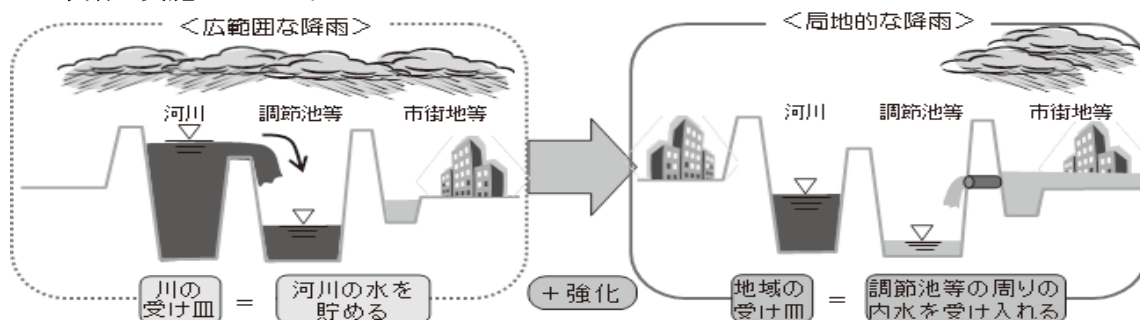 ＜広範囲な降雨＞
河川
調節池等
市街地等
川の
受け皿
＝
河川の水を
貯める
＋強化
＜局地的な降雨＞
河川
調節池等
市街地等
地域の
受け皿
＝
調節池等の周りの
内水を受け入れる